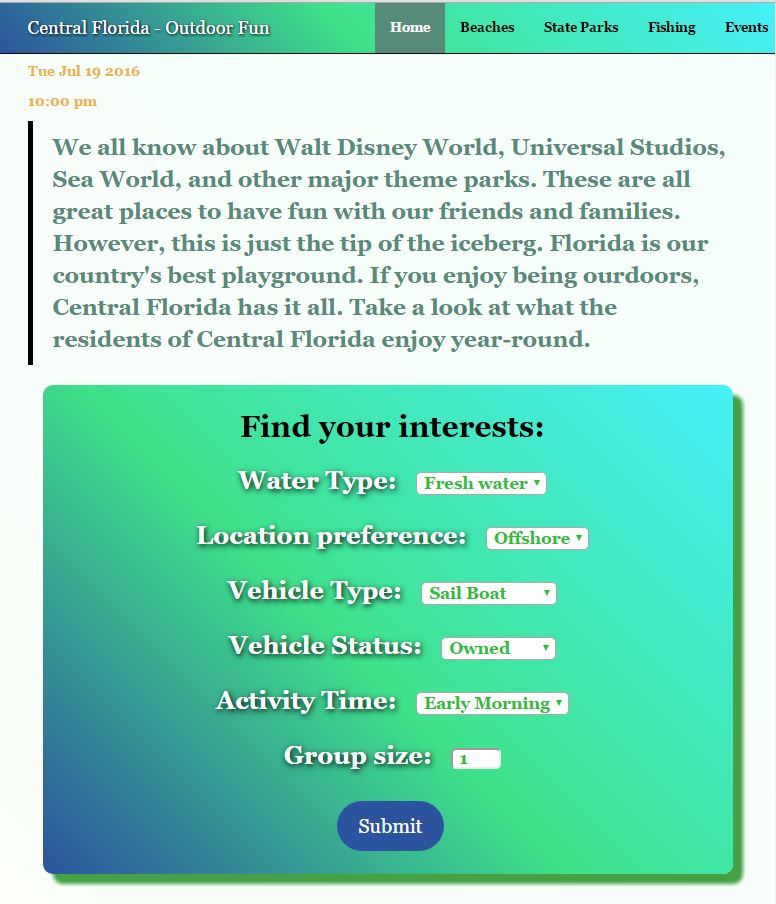 Central Florida - Outdoor Fun Home Beaches State Parks Fishing Events
Tue Jul 19 2016
10:00 pm
We all know about Walt Disney World, Universal Studios,
Sea World, and other major theme parks. These are all
great places to have fun with our friends and families.
However, this is just the tip of the iceberg. Florida is our
country's best playground. If you enjoy being ourdoors,
Central Florida has it all. Take a look at what the
residents of Central Florida enjoy year-round.
Find your interests:
Water Type: Fresh water
Location preference: Offshore
Vehicle Type: Sail Boat
Vehicle Status: Owned
Activity Time: Early Morning
Group size: 1
Submit